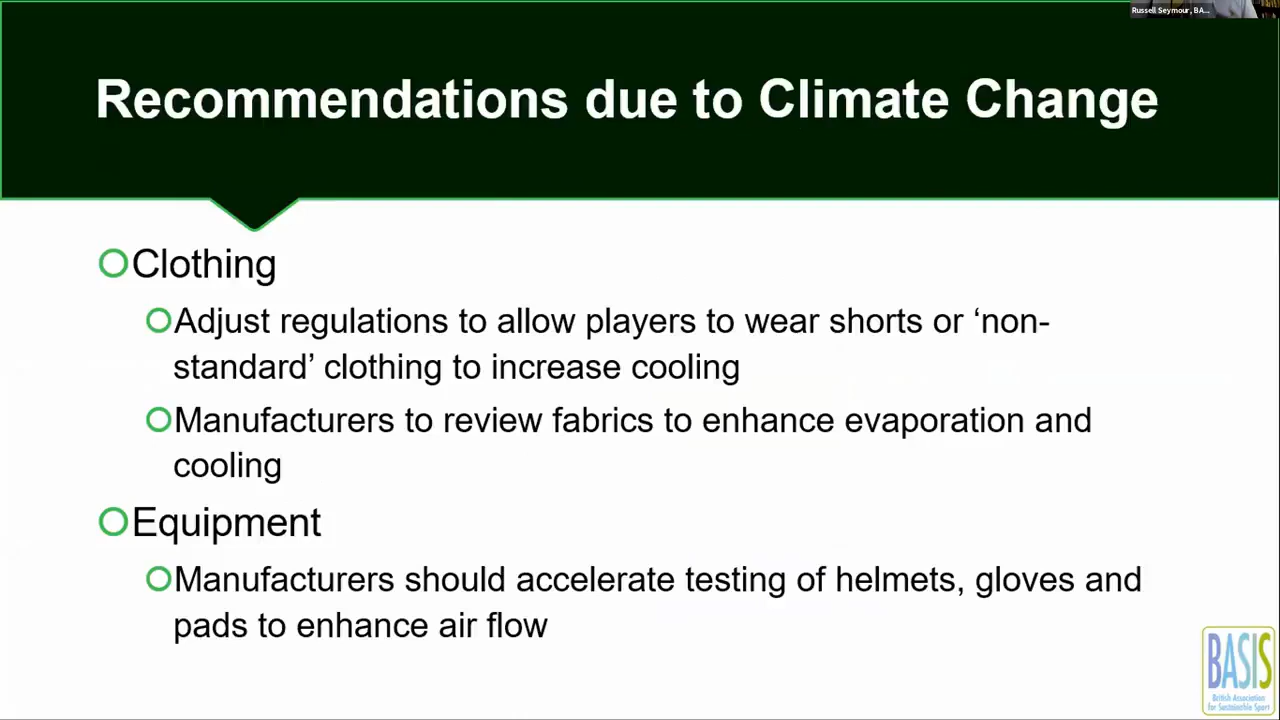 Russell Seymour, BA...
Recommendations due to Climate Change
Clothing
Adjust regulations to allow players to wear shorts or ‘non-
standard’ clothing to increase cooling
Manufacturers to review fabrics to enhance evaporation and
cooling
Equipment
Manufacturers should accelerate testing of helmets, gloves and
pads to enhance air flow
BASIS
British Association
for Sustainable Sport